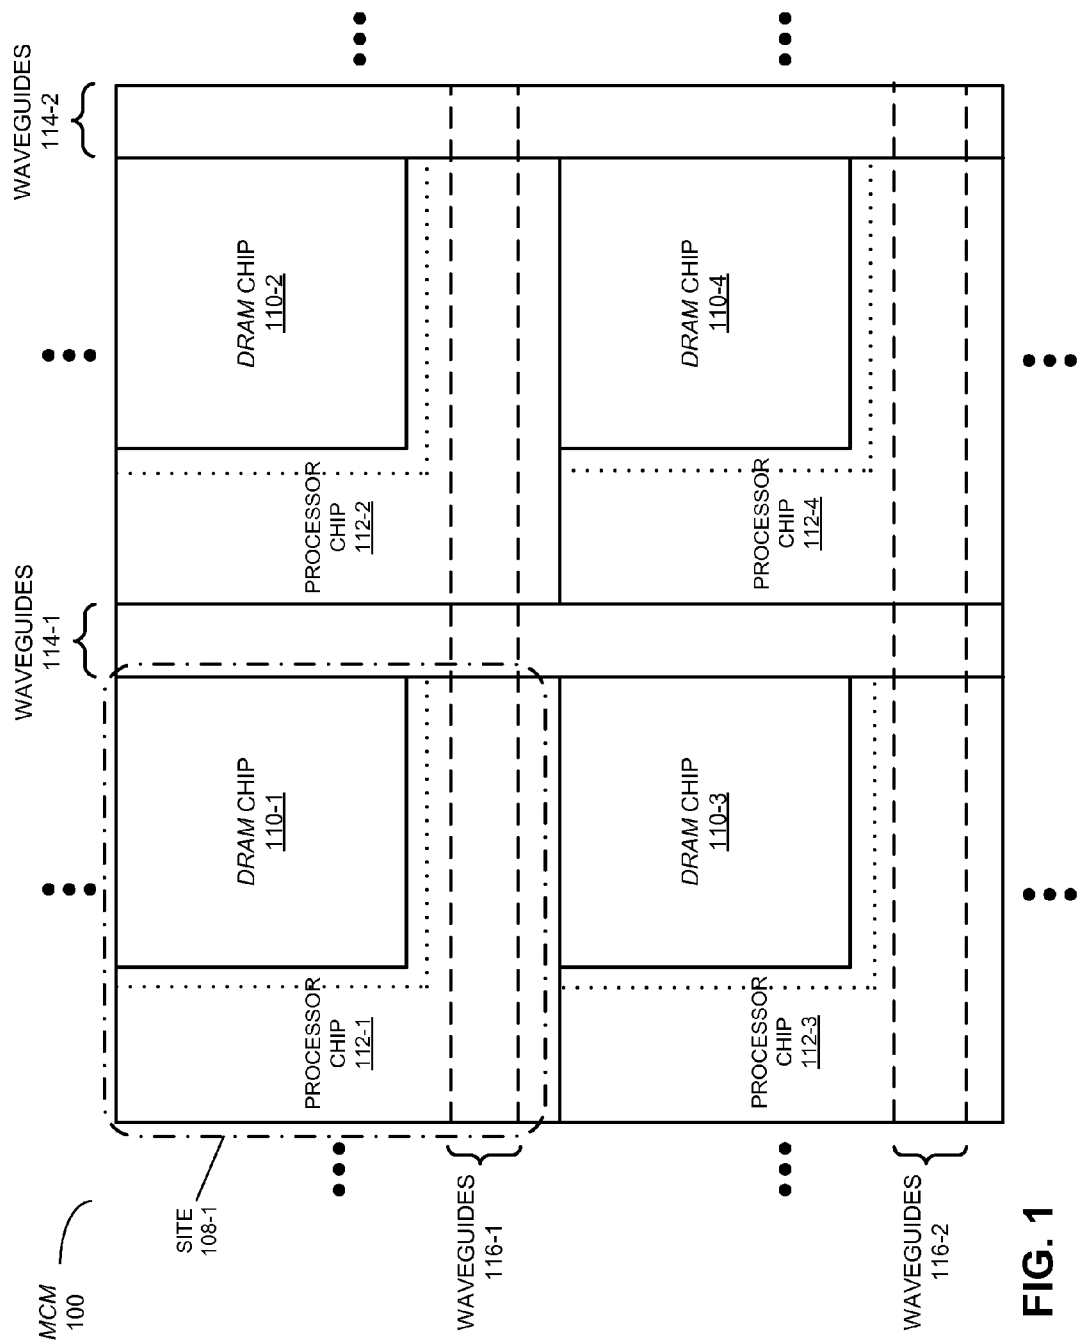 MCM
100
SITE
108-1
WAVEGUIDES
114-1
WAVEGUIDES
114-2
DRAM CHIP
110-1
DRAM CHIP
110-2
PROCESSOR
CHIP
112-1
PROCESSOR
CHIP
112-2
WAVEGUIDES
116-1
DRAM CHIP
110-3
DRAM CHIP
110-4
PROCESSOR
CHIP
112-3
PROCESSOR
CHIP
112-4
WAVEGUIDES
116-2
FIG. 1